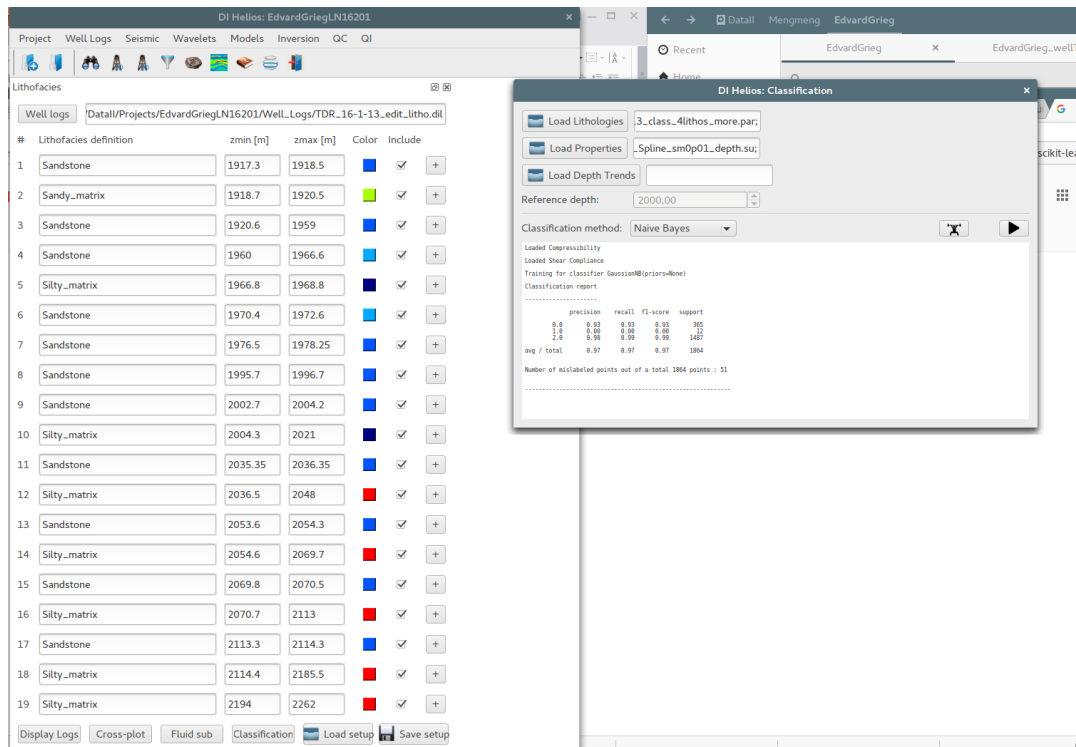 DI Helios: EdvardGriegLN16201
Project Well Logs Seismic Wavelets Models Inversion QC QI
Lithofacies
Well logs /DataII/Projects/EdvardGriegLN16201/Well_Logs/TDR_16-1-13_edit_litho.dil
# Lithofacies definition zmin [m] zmax [m] Color Include
1 Sandstone 1917.3 1918.5 +
2 Sandy_matrix 1918.7 1920.5 +
3 Sandstone 1920.6 1959 +
4 Sandstone 1960 1966.6 +
5 Silty_matrix 1966.8 1968.8 +
6 Sandstone 1970.4 1972.6 +
7 Sandstone 1976.5 1978.25 +
8 Sandstone 1995.7 1996.7 +
9 Sandstone 2002.7 2004.2 +
10 Silty_matrix 2004.3 2021 +
11 Sandstone 2035.35 2036.35 +
12 Silty_matrix 2036.5 2048 +
13 Sandstone 2053.6 2054.3 +
14 Silty_matrix 2054.6 2069.7 +
15 Sandstone 2069.8 2070.5 +
16 Silty_matrix 2070.7 2113 +
17 Sandstone 2113.3 2114.3 +
18 Silty_matrix 2114.4 2185.5 +
19 Silty_matrix 2194 2262 +
Display Logs Cross-plot Fluid sub Classification Load setup Save setup
DataII Mengmeng EdvardGrieg
Recent EdvardGrieg EdvardGrieg_wellT
Home
DI Helios: Classification
Load Lithologies .3_class_4lithos_more.par;
Load Properties _Spline_sm0p01_depth.su;
Load Depth Trends
Reference depth: 2000,00
Classification method: Naive Bayes
Loaded Compressibility
Loaded Shear Compliance
Training for classifier GaussianNB(priors=None)
Classification report
--------------------
precision recall f1-score support
0.0 0.93 0.93 0.93 365
1.0 0.00 0.00 0.00 12
2.0 0.98 0.99 0.99 1487
avg / total 0.97 0.97 0.97 1864
Number of mislabeled points out of a total 1864 points : 51
----------------------------------------------------------
G
scikit-lea